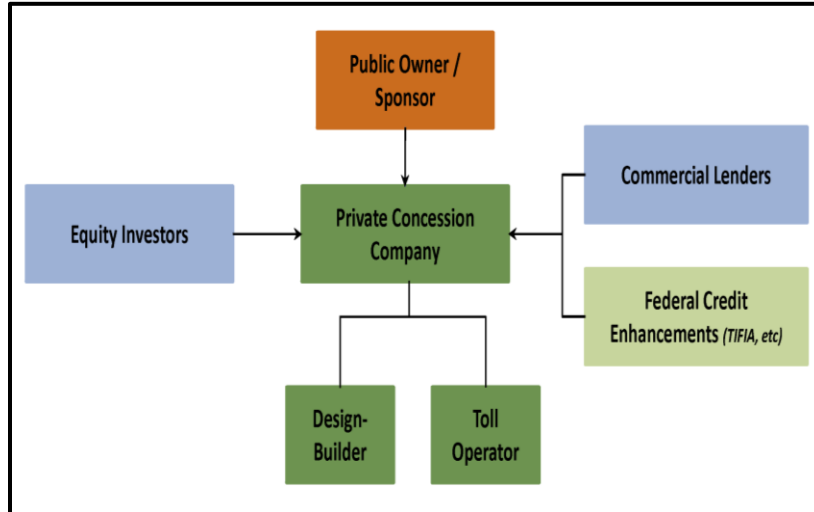 Public Owner /
Sponsor
Commercial Lenders
Equity Investors
Private Concession
Company
Federal Credit
Enhancements (TIFIA, etc)
Design-
Builder
Toll
Operator